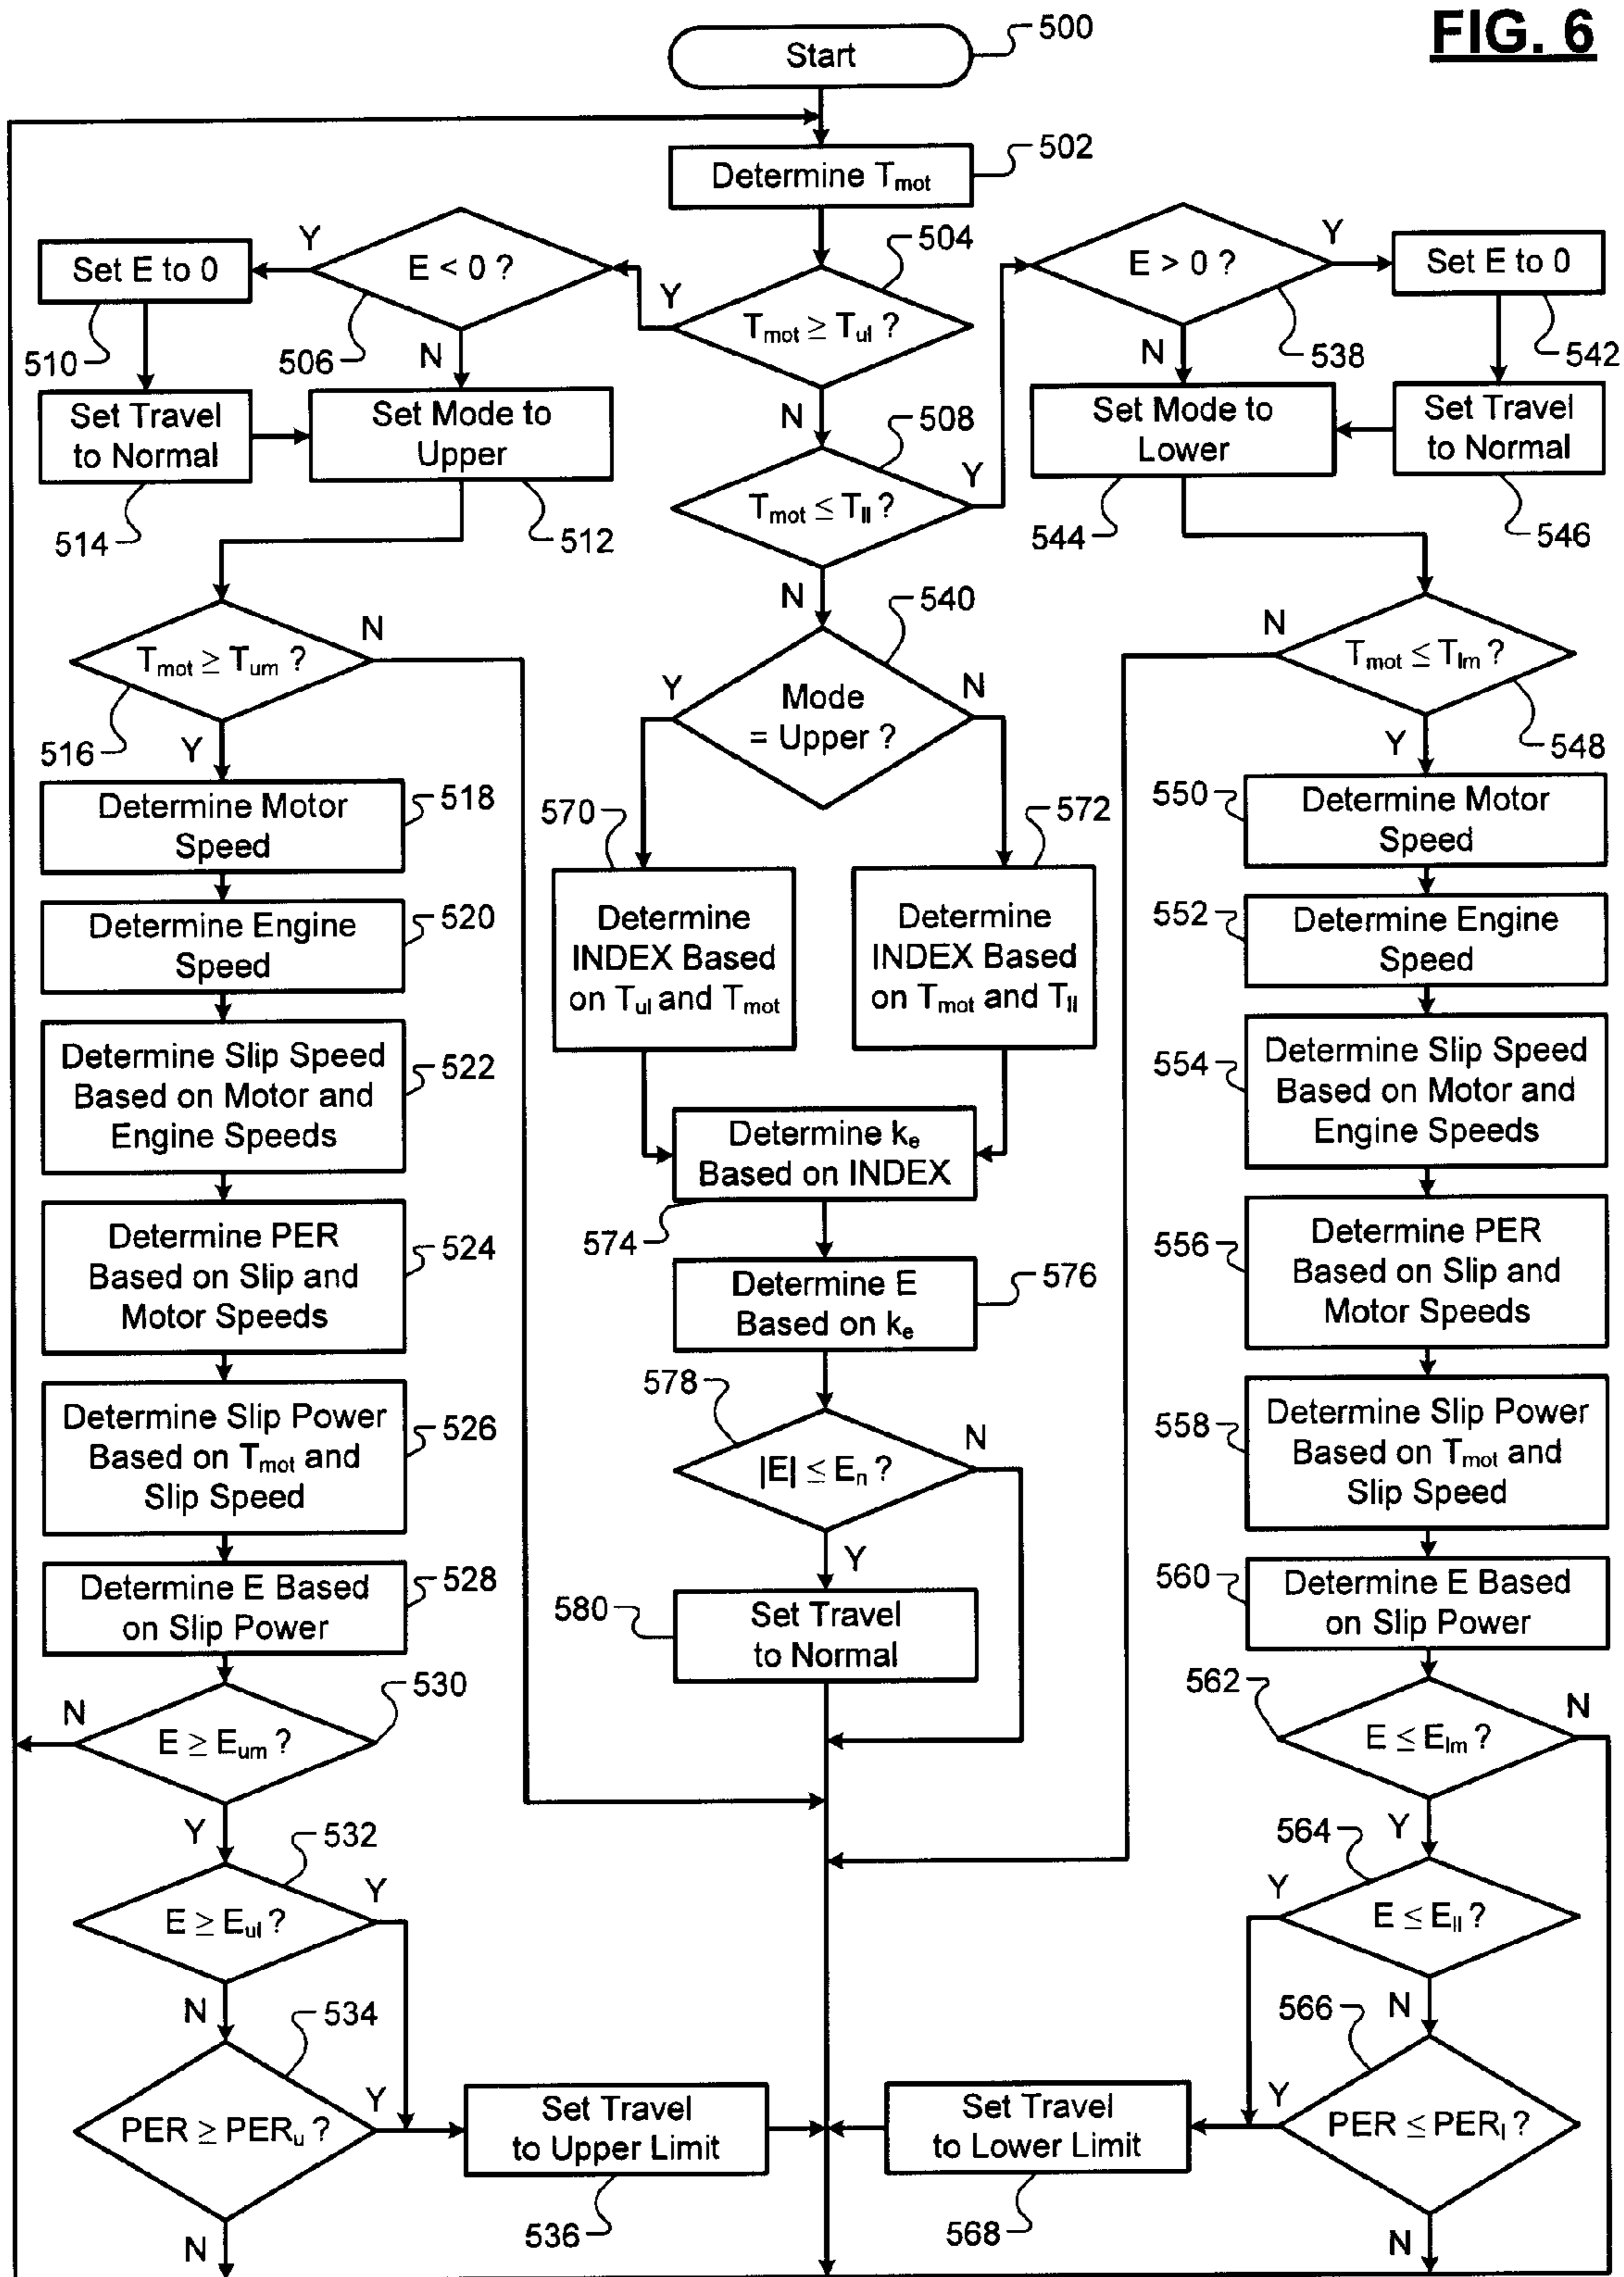 FIG. 6
Start
500
Determine Tmot
502
Tmot ≥ Tul ?
504
Y
N
E < 0 ?
506
Y
N
Set E to 0
510
Set Travel
to Normal
514
Set Mode to
Upper
512
Tmot ≤ Tll ?
508
Y
N
E > 0 ?
538
Y
N
Set E to 0
542
Set Travel
to Normal
546
Set Mode to
Lower
544
Tmot ≥ Tum ?
516
N
Y
Determine Motor
Speed
518
Determine Engine
Speed
520
Determine Slip Speed
Based on Motor and
Engine Speeds
522
Determine PER
Based on Slip and
Motor Speeds
524
Determine Slip Power
Based on Tmot and
Slip Speed
526
Determine E Based
on Slip Power
528
E ≥ Eum ?
530
N
Y
E ≥ Eul ?
532
Y
N
PER ≥ PERu ?
534
Y
N
Set Travel
to Upper Limit
536
Mode
= Upper ?
540
Y
N
Determine
INDEX Based
on Tul and Tmot
570
Determine
INDEX Based
on Tmot and Tll
572
Determine ke
Based on INDEX
574
Determine E
Based on ke
576
|E| ≤ En ?
578
N
Y
Set Travel
to Normal
580
Tmot ≤ Tlm ?
548
N
Y
Determine Motor
Speed
550
Determine Engine
Speed
552
Determine Slip Speed
Based on Motor and
Engine Speeds
554
Determine PER
Based on Slip and
Motor Speeds
556
Determine Slip Power
Based on Tmot and
Slip Speed
558
Determine E Based
on Slip Power
560
E ≤ Elm ?
562
N
Y
E ≤ Ell ?
564
Y
N
PER ≤ PERl ?
566
Y
N
Set Travel
to Lower Limit
568